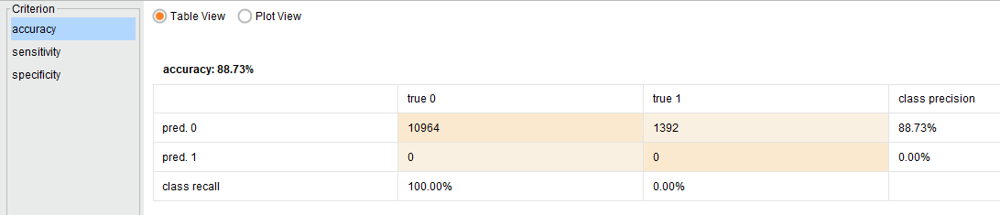 Criterion
accuracy
sensitivity
specificity
Table View Plot View
accuracy: 88.73%
true 0 true 1 class precision
pred. 0 10964 1392 88.73%
pred. 1 0 0 0.00%
class recall 100.00% 0.00%